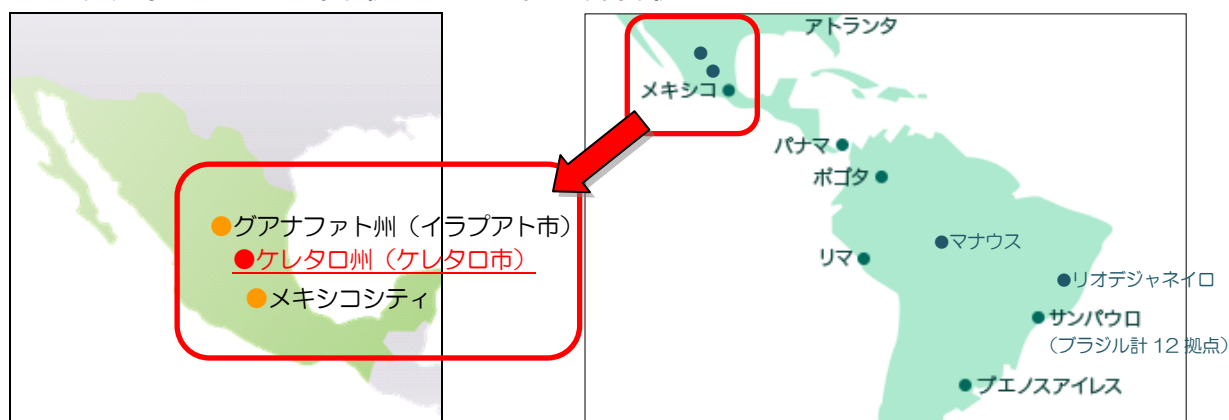 グアナファト州（イラプアト市）
●ケレタロ州（ケレタロ市）
メキシコシティ
アトランタ
メキシコ
パナマ
ボゴタ
マナウス
リマ
リオデジャネイロ
サンパウロ
（ブラジル計 12 拠点）
ブエノスアイレス